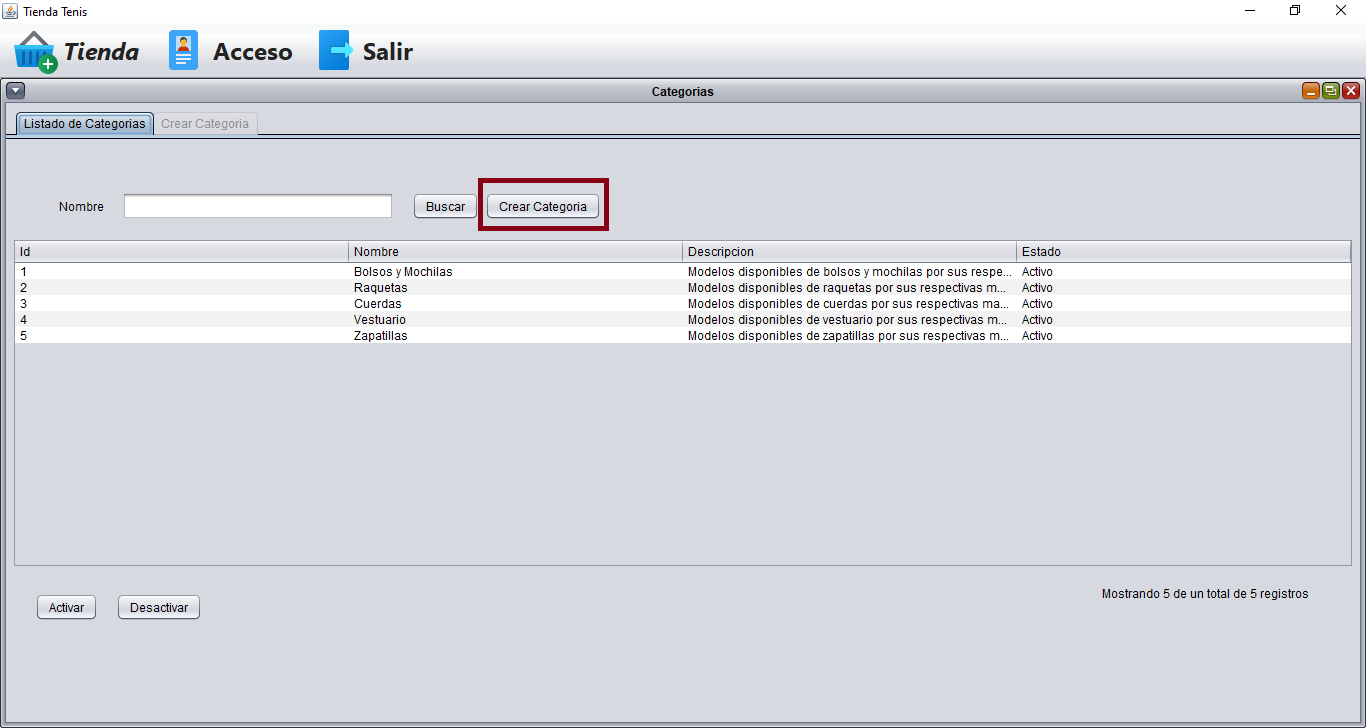 Tienda Tenis
Tienda Acceso Salir
Categorias
Listado de Categorias Crear Categoria
Nombre Buscar Crear Categoria
Id Nombre Descripcion Estado
1 Bolsos y Mochilas Modelos disponibles de bolsos y mochilas por sus respe... Activo
2 Raquetas Modelos disponibles de raquetas por sus respectivas m... Activo
3 Cuerdas Modelos disponibles de cuerdas por sus respectivas ma... Activo
4 Vestuario Modelos disponibles de vestuario por sus respectivas m... Activo
5 Zapatillas Modelos disponibles de zapatillas por sus respectivas m... Activo
Mostrando 5 de un total de 5 registros
Activar Desactivar